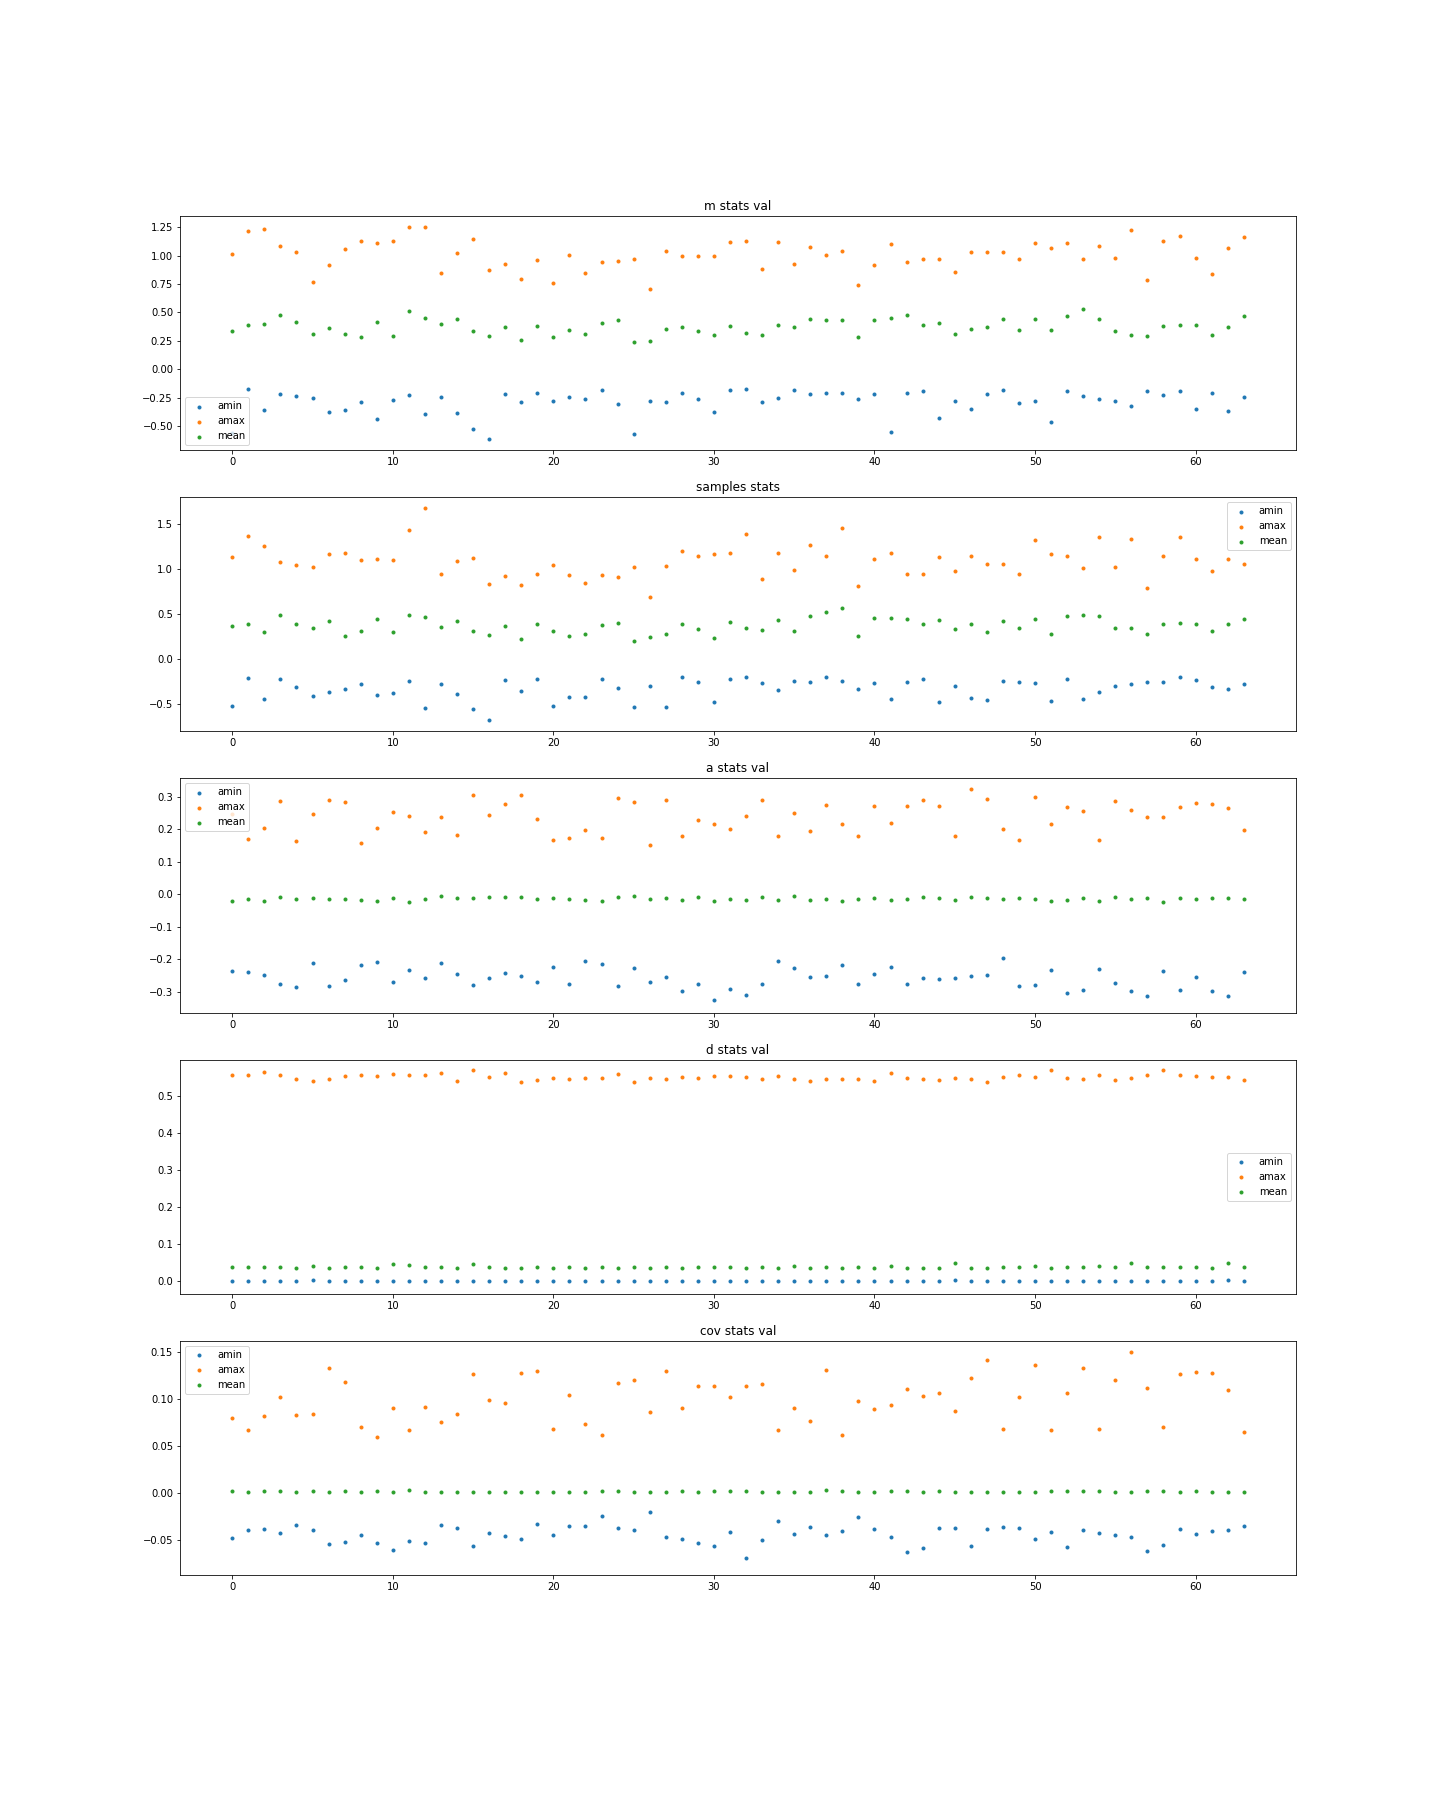 m stats val
1.25
1.00
0.75
0.50
0.25
0.00
−0.25
−0.50
amin
amax
mean
0 10 20 30 40 50 60
samples stats
1.5
1.0
0.5
0.0
−0.5
amin
amax
mean
0 10 20 30 40 50 60
a stats val
0.3
0.2
0.1
0.0
−0.1
−0.2
−0.3
amin
amax
mean
0 10 20 30 40 50 60
d stats val
0.5
0.4
0.3
0.2
0.1
0.0
amin
amax
mean
0 10 20 30 40 50 60
cov stats val
0.15
0.10
0.05
0.00
−0.05
amin
amax
mean
0 10 20 30 40 50 60